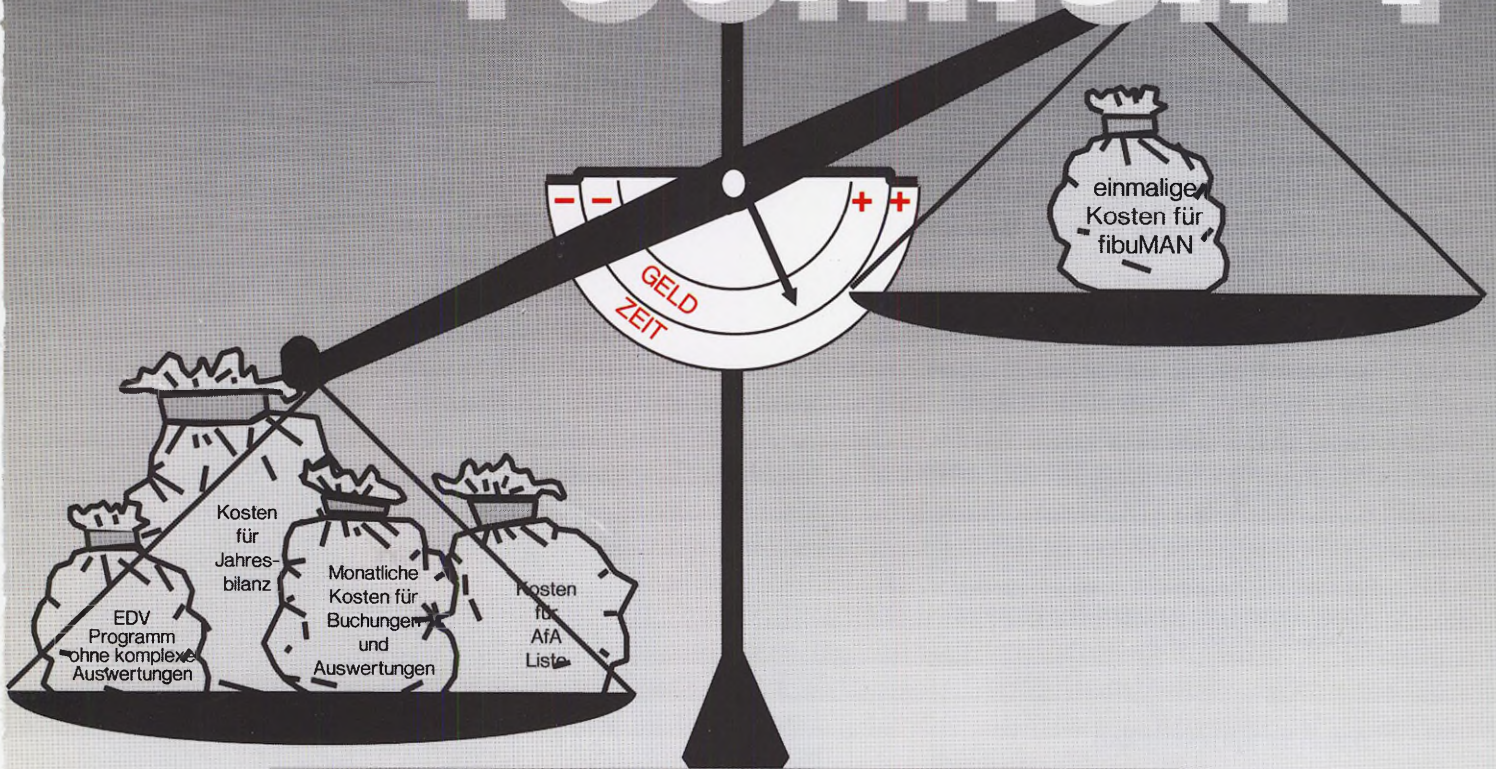 einmalige
Kosten für
fibuMAN
− −
+ +
GELD
ZEIT
Kosten
für
Jahres-
bilanz
EDV
Programm
ohne komplexe
Auswertungen
Monatliche
Kosten für
Buchungen
und
Auswertungen
Kosten
für
AfA
Liste